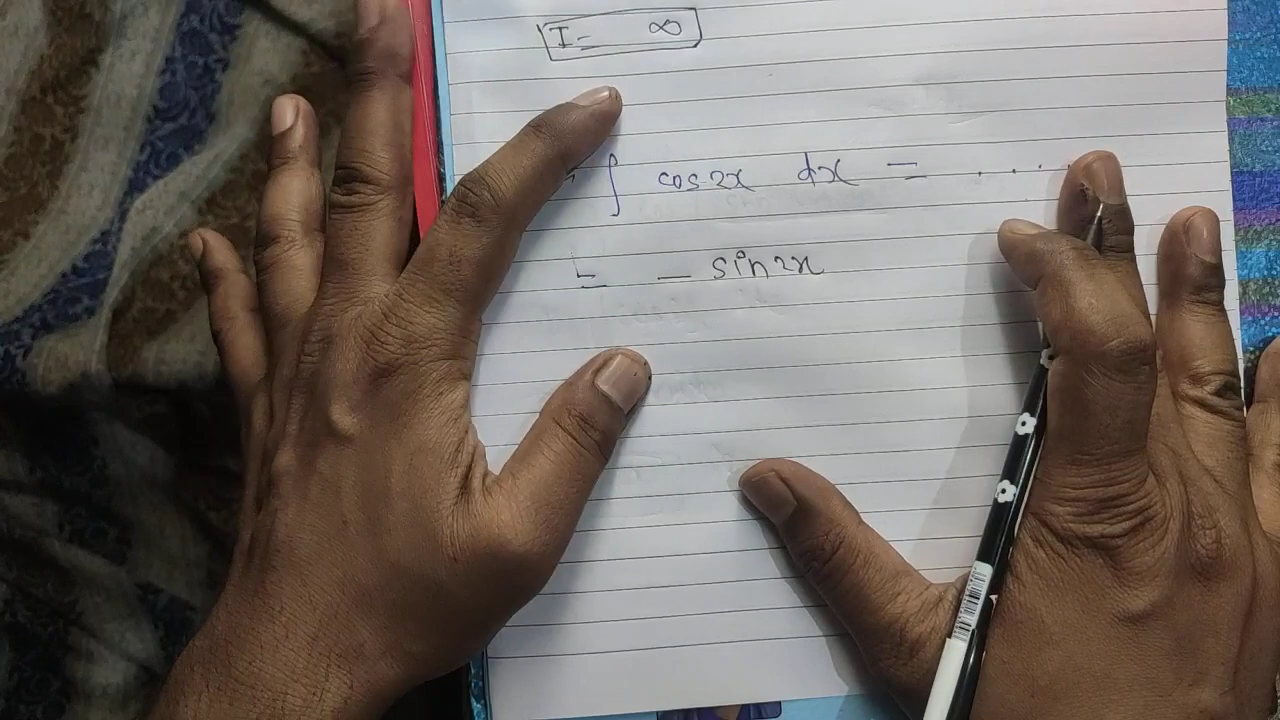 I = ∞
∫ cos 2x dx = ....
= - sin 2x